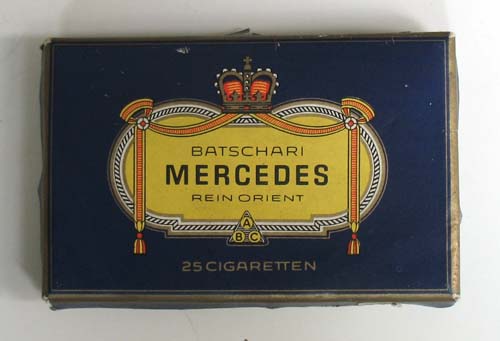 BATSCHARI
MERCEDES
REIN ORIENT
A
B C
25 CIGARETTEN